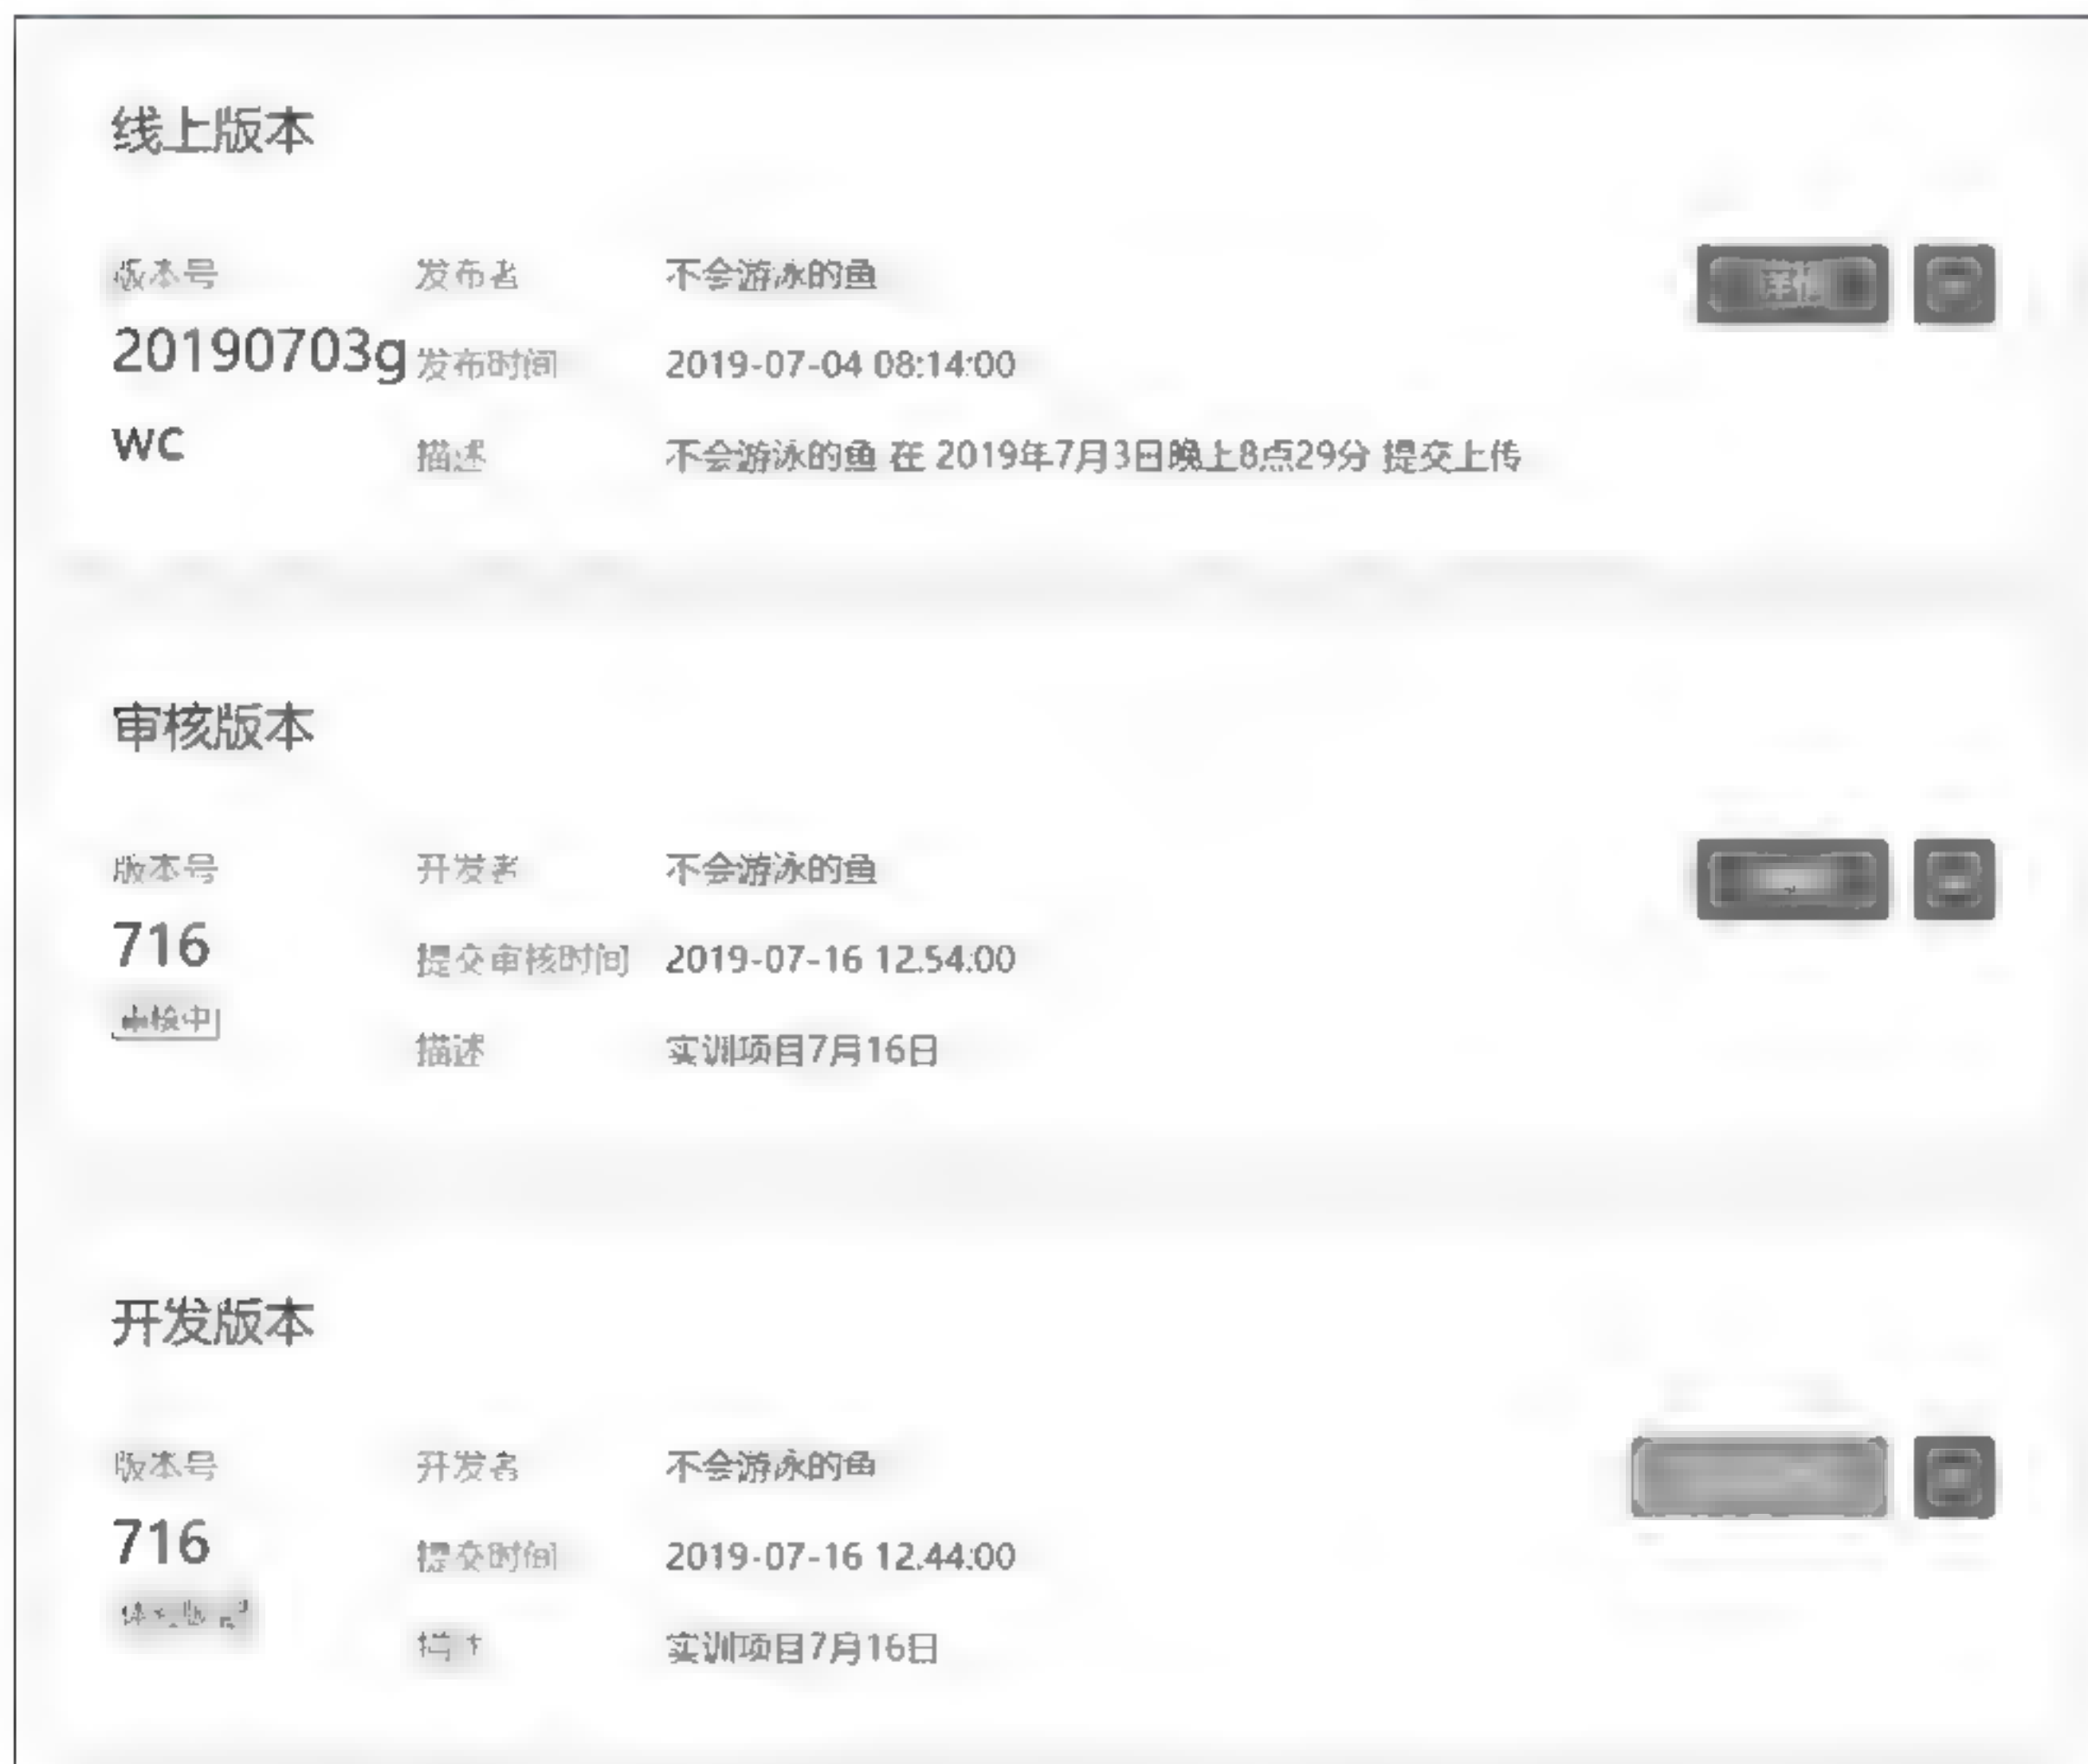 线上版本
版本号 发布者 不会游泳的鱼 详情
20190703g 发布时间 2019-07-04 08:14:00
wc 描述 不会游泳的鱼 在 2019年7月3日晚上8点29分 提交上传
审核版本
版本号 开发者 不会游泳的鱼
716 提交审核时间 2019-07-16 12:54:00
审核中
描述 实训项目7月16日
开发版本
版本号 开发者 不会游泳的鱼
716 提交时间 2019-07-16 12:44:00
描述 实训项目7月16日